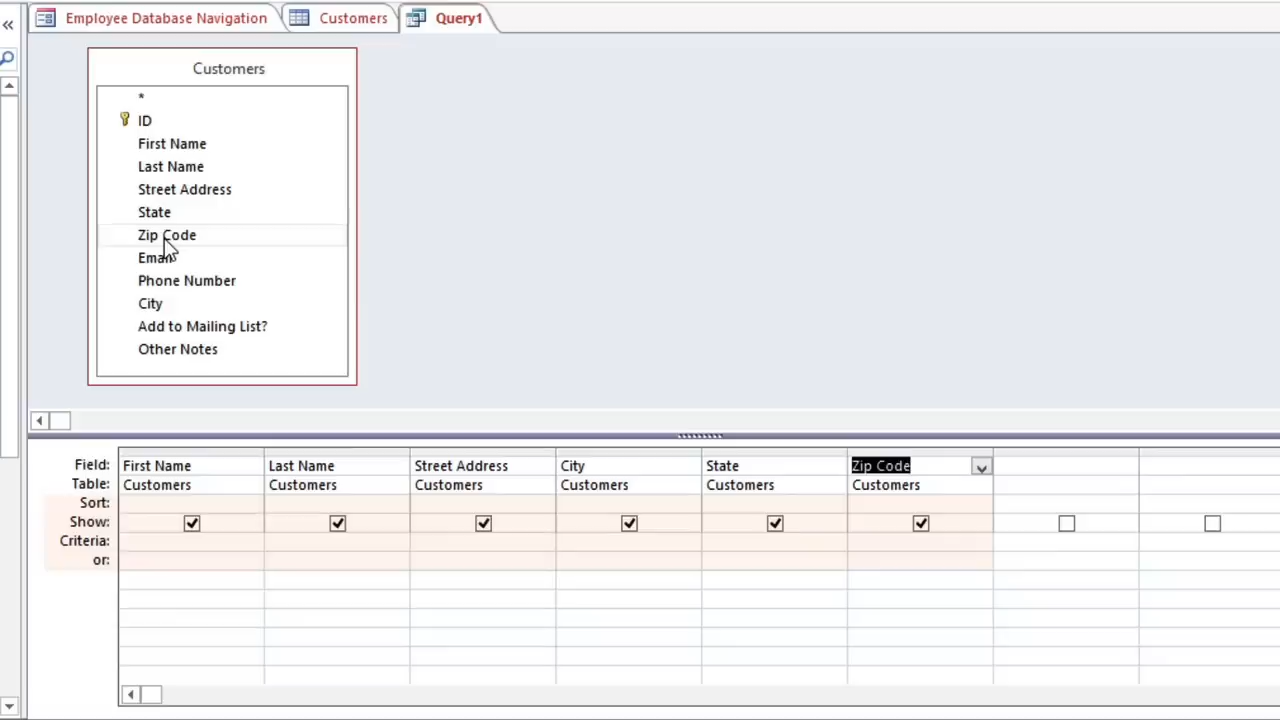 « Employee Database Navigation Customers Query1
Customers
*
ID
First Name
Last Name
Street Address
State
Zip Code
Email
Phone Number
City
Add to Mailing List?
Other Notes
Field: First Name Last Name Street Address City State Zip Code
Table: Customers Customers Customers Customers Customers Customers
Sort:
Show:
Criteria:
or: